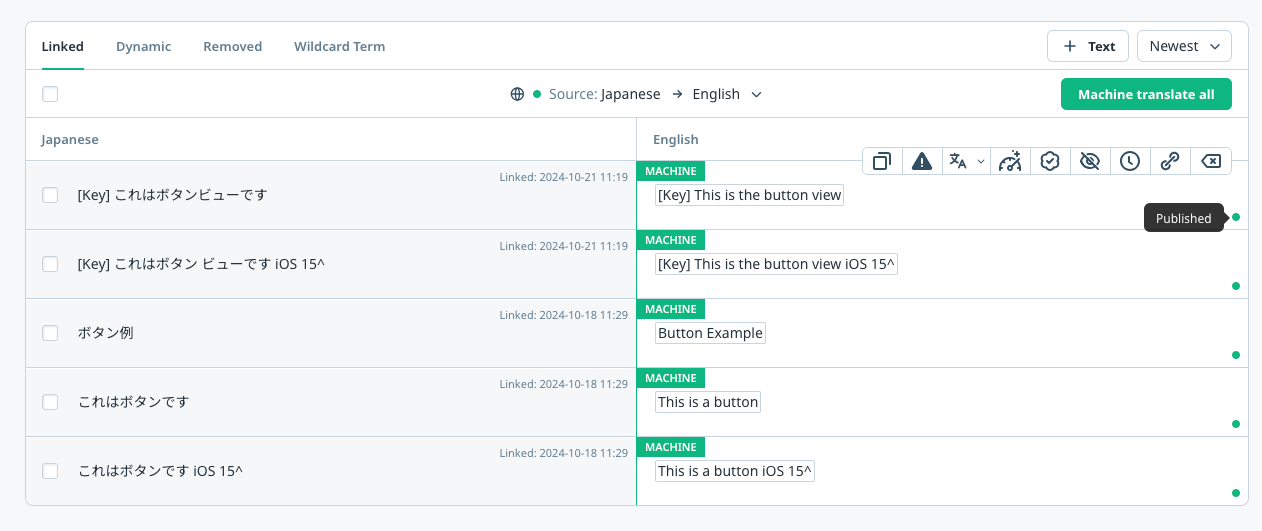 Linked Dynamic Removed Wildcard Term + Text Newest
Source: Japanese → English Machine translate all
Japanese English
Linked: 2024-10-21 11:19 MACHINE
[Key] これはボタンビューです [Key] This is the button view
Published
Linked: 2024-10-21 11:19 MACHINE
[Key] これはボタン ビューです iOS 15^ [Key] This is the button view iOS 15^
Linked: 2024-10-18 11:29 MACHINE
ボタン例 Button Example
Linked: 2024-10-18 11:29 MACHINE
これはボタンです This is a button
Linked: 2024-10-18 11:29 MACHINE
これはボタンです iOS 15^ This is a button iOS 15^